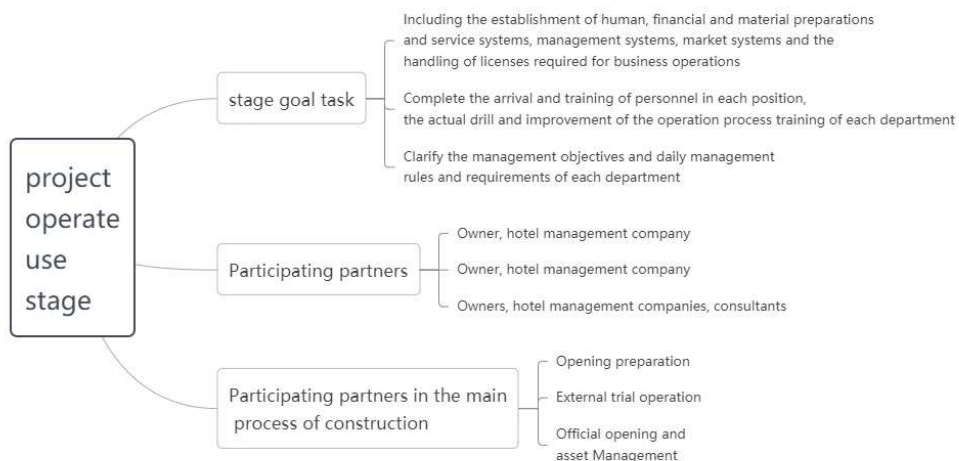 project
operate
use
stage
stage goal task
Including the establishment of human, financial and material preparations
and service systems, management systems, market systems and the
handling of licenses required for business operations
Complete the arrival and training of personnel in each position,
the actual drill and improvement of the operation process training of each department
Clarify the management objectives and daily management
rules and requirements of each department
Participating partners
Owner, hotel management company
Owner, hotel management company
Owners, hotel management companies, consultants
Participating partners in the main
process of construction
Opening preparation
External trial operation
Official opening and
asset Management